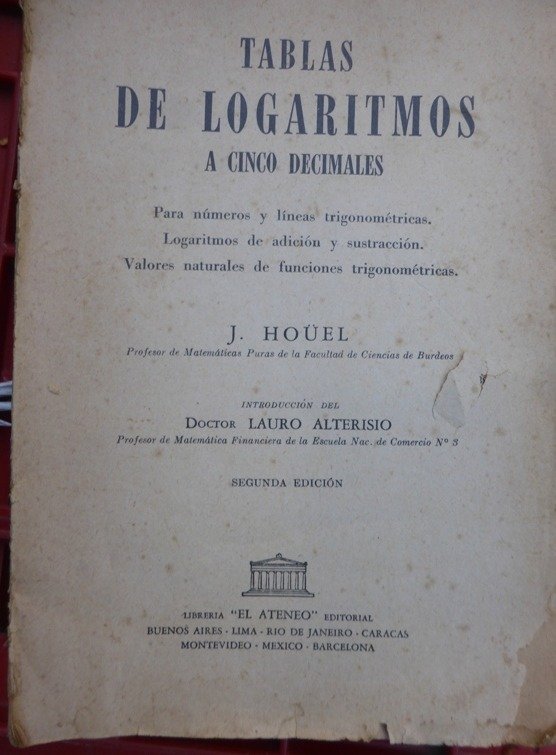 TABLAS
DE LOGARITMOS
A CINCO DECIMALES
Para números y líneas trigonométricas.
Logaritmos de adición y sustracción.
Valores naturales de funciones trigonométricas.
J. HOÜEL
Profesor de Matemáticas Puras de la Facultad de Ciencias de Burdeos
INTRODUCCIÓN DEL
DOCTOR LAURO ALTERISIO
Profesor de Matemática Financiera de la Escuela Nac. de Comercio Nº 3
SEGUNDA EDICIÓN
LIBRERIA "EL ATENEO" EDITORIAL
BUENOS AIRES · LIMA · RIO DE JANEIRO · CARACAS
MONTEVIDEO · MEXICO · BARCELONA